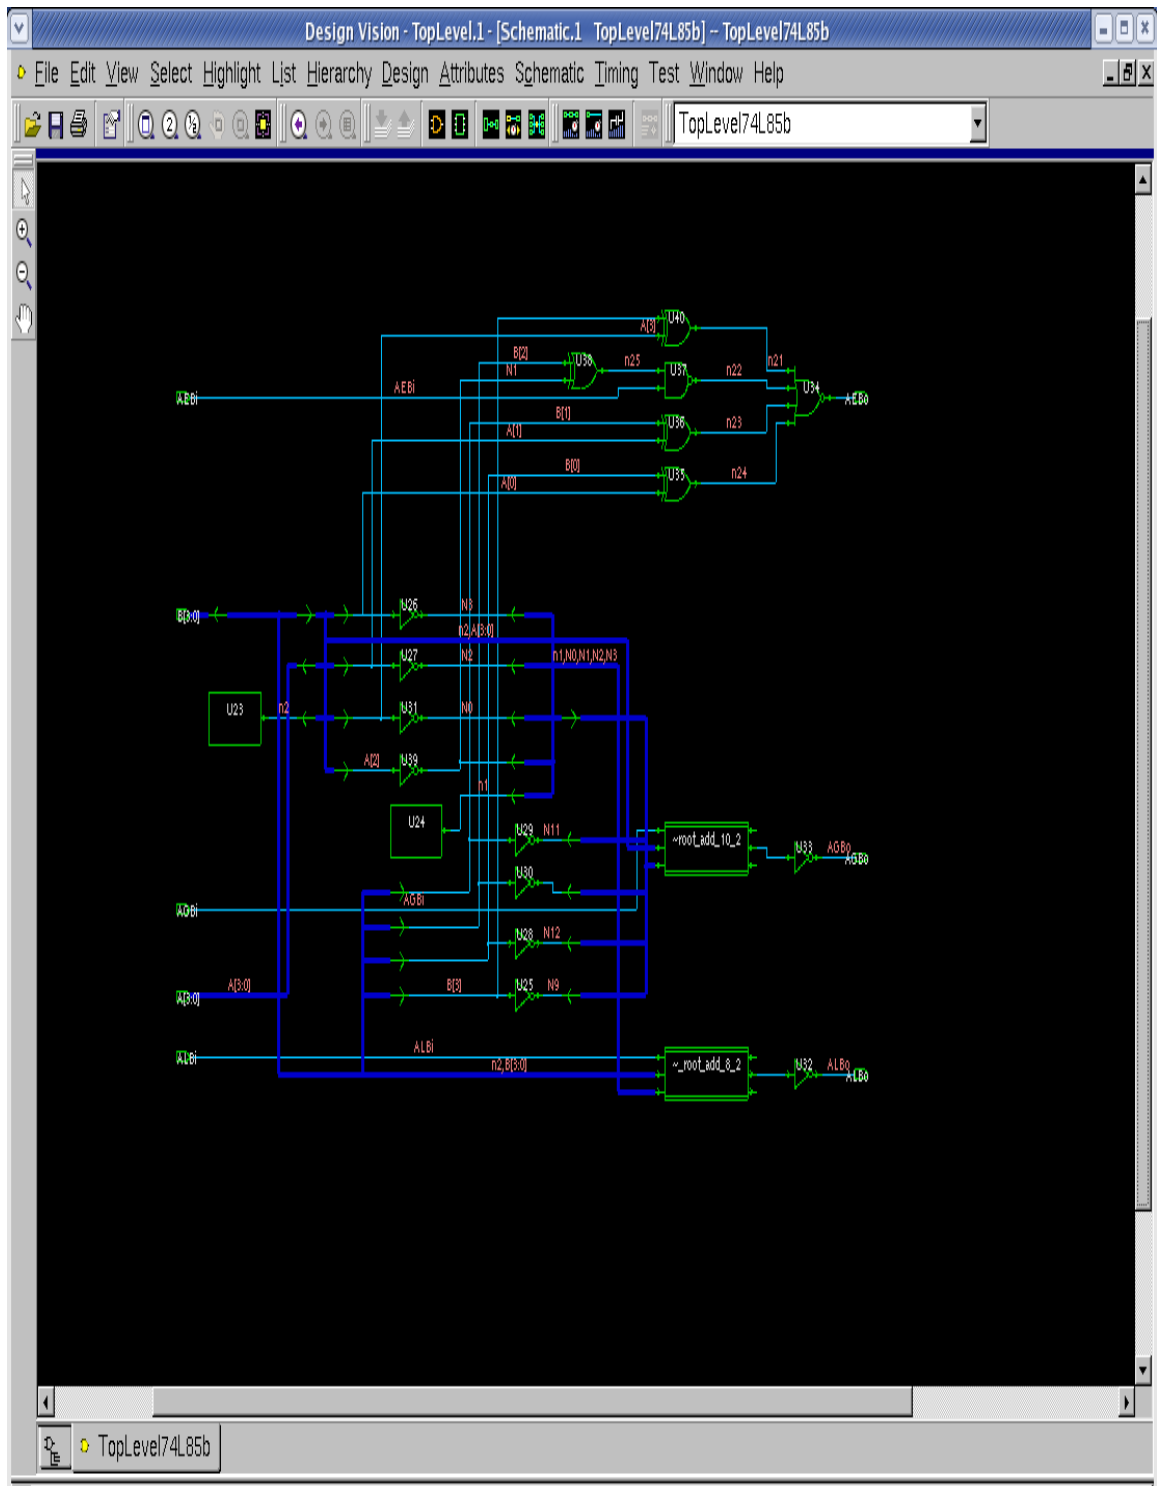 Design Vision - TopLevel.1 - [Schematic.1 TopLevel74L85b] -- TopLevel74L85b
File Edit View Select Highlight List Hierarchy Design Attributes Schematic Timing Test Window Help
TopLevel74L85b
U40
A[3]
B[2]
U38
n25
U37
n22
n21
N1
AEBi
AEBi
U34
AEBo
B[1]
U36
n23
A[1]
B[0]
U35
n24
A[0]
B[3:0]
U26
N3
n2,A[3:0]
U27
N2
n1,N0,N1,N2,N3
U23
n2
U31
N0
A[2]
U39
n1
U24
U29
N11
~root_add_10_2
U33
AGBo
AGBo
U30
AGBi
AGBi
U28
N12
A[3:0]
A[3:0]
B[3]
U25
N9
ALBi
ALBi
n2,B[3:0]
~_root_add_8_2
U32
ALBo
ALBo
TopLevel74L85b